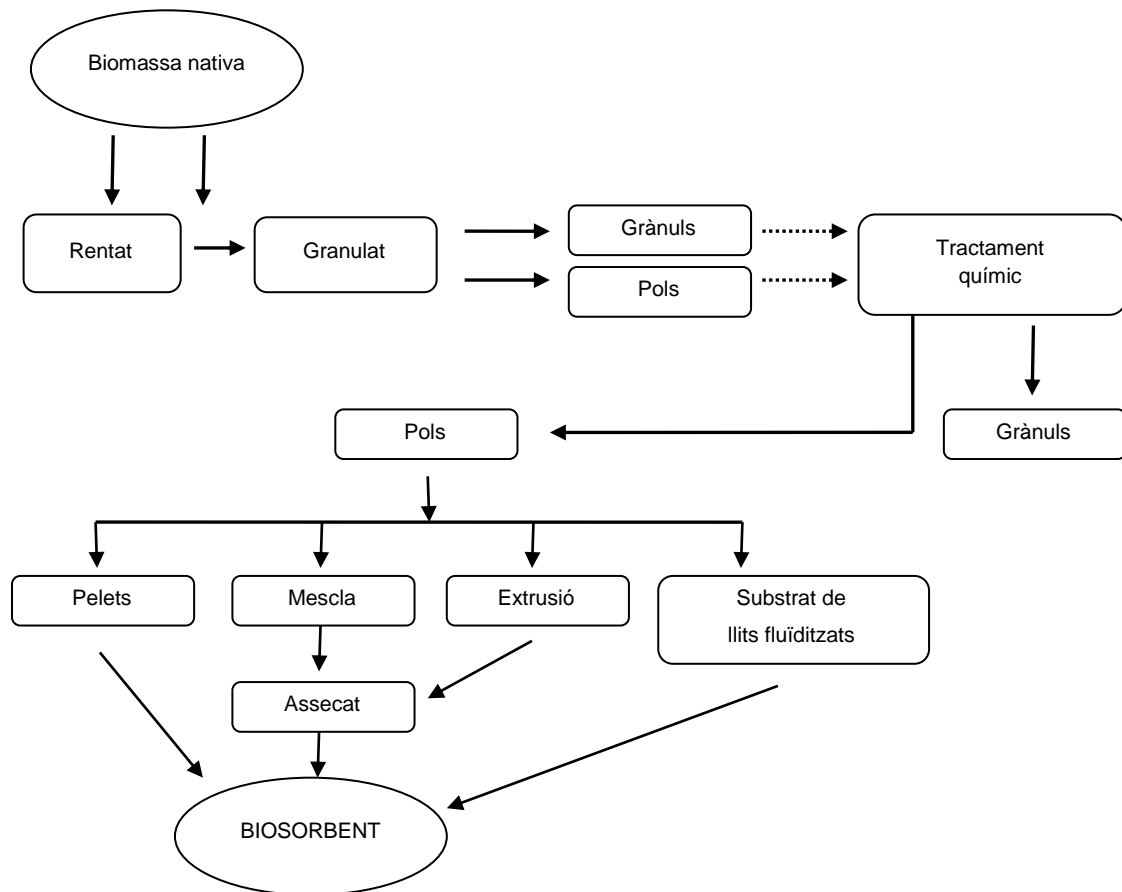 Biomassa nativa
Rentat
Granulat
Grànuls
Pols
Tractament
químic
Pols
Grànuls
Pelets
Mescla
Extrusió
Substrat de
llits fluïditzats
Assecat
BIOSORBENT